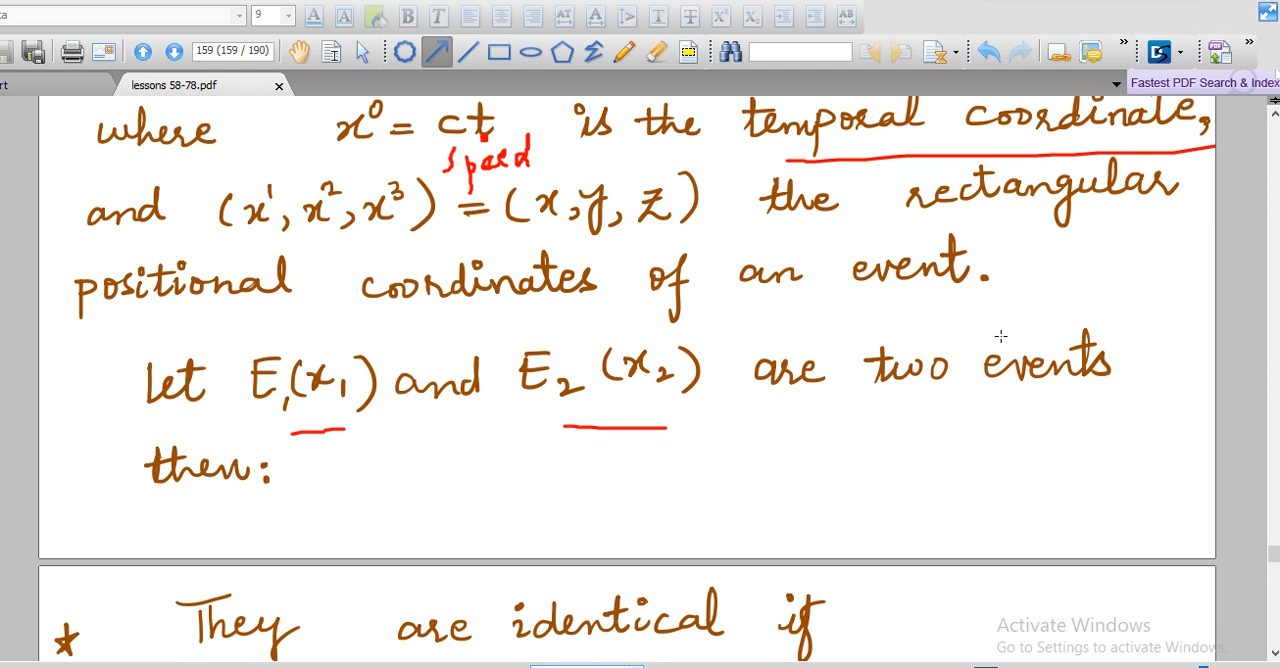 9
159 (159 / 190)
rt
lessons 58-78.pdf
Fastest PDF Search & Index
where x⁰ = ct is the temporal coordinate,
speed
and (x¹, x², x³) = (x, y, z) the rectangular
positional coordinates of an event.
let E₁(x₁) and E₂ (x₂) are two events
then:
* They are identical if
Activate Windows
Go to Settings to activate Windows.